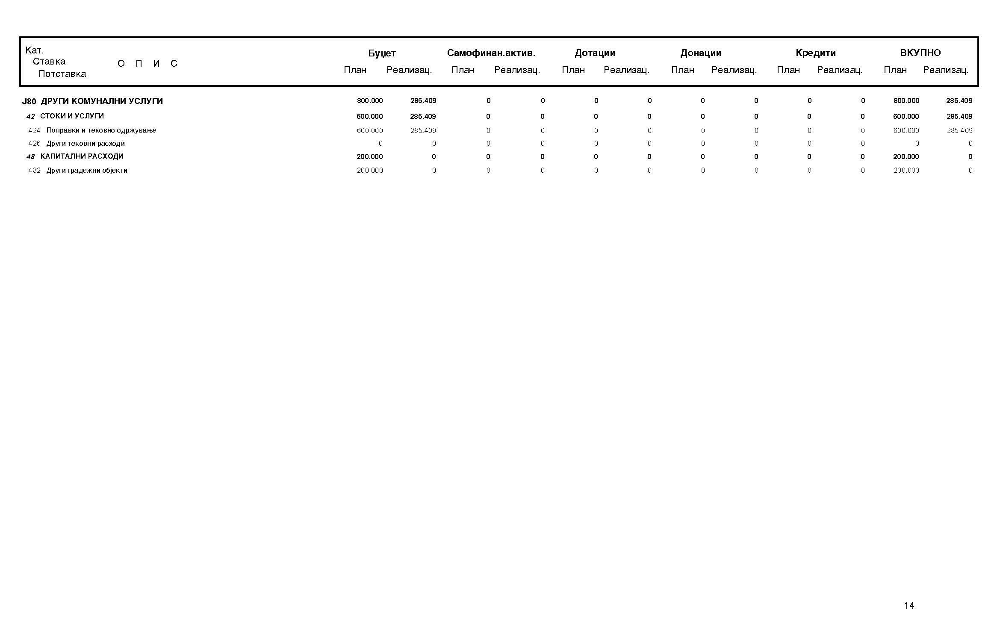 Кат.
Ставка
Потставка
О П И С
Буџет Самофинан.актив. Дотации Донации Кредити ВКУПНО
План Реализац. План Реализац. План Реализац. План Реализац. План Реализац. План Реализац.
J80 ДРУГИ КОМУНАЛНИ УСЛУГИ 800.000 285.409 0 0 0 0 0 0 0 0 800.000 285.409
42 СТОКИ И УСЛУГИ 600.000 285.409 0 0 0 0 0 0 0 0 600.000 285.409
424 Поправки и тековно одржување 600.000 285.409 0 0 0 0 0 0 0 0 600.000 285.409
426 Други тековни расходи 0 0 0 0 0 0 0 0 0 0 0 0
48 КАПИТАЛНИ РАСХОДИ 200.000 0 0 0 0 0 0 0 0 0 200.000 0
482 Други градежни објекти 200.000 0 0 0 0 0 0 0 0 0 200.000 0
14